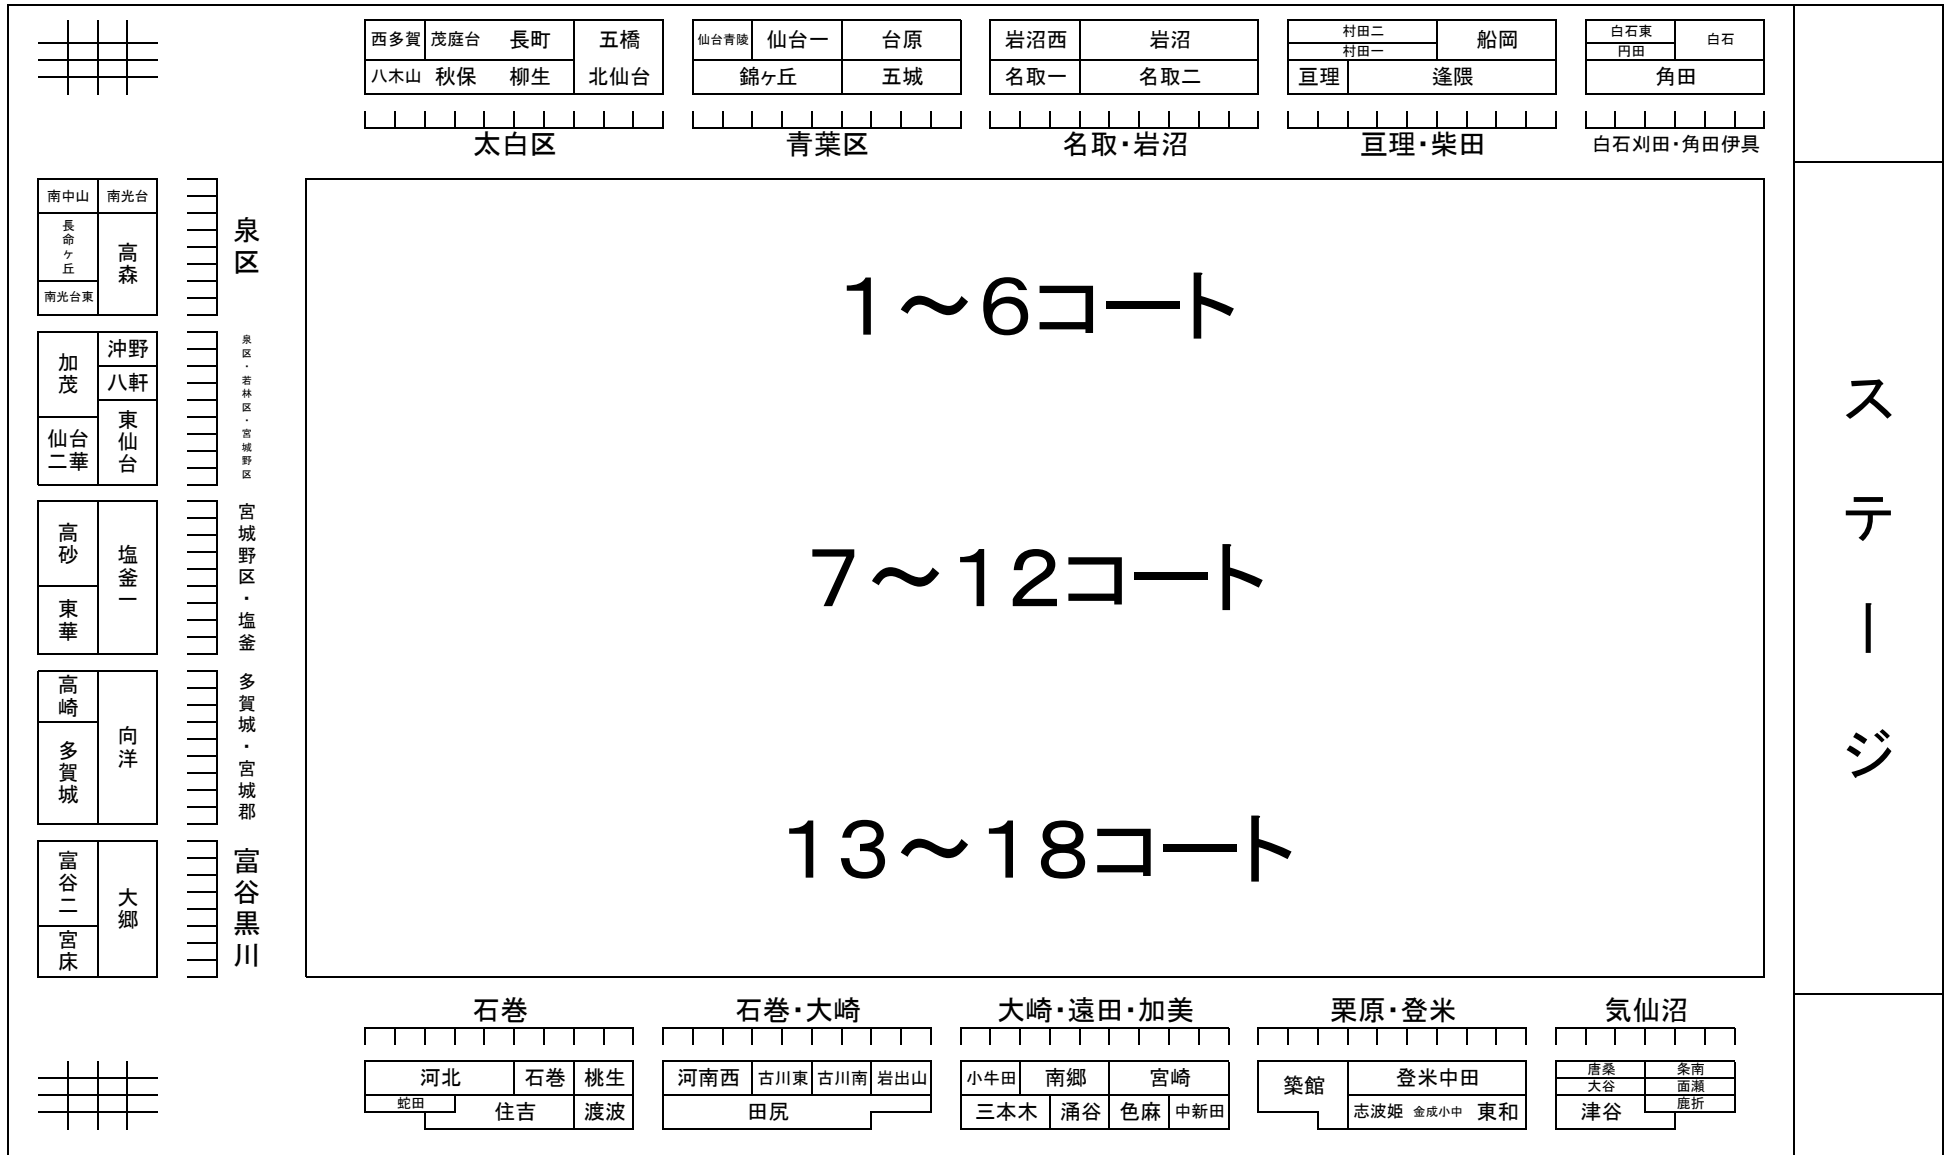 西多賀 茂庭台 長町 五橋
八木山 秋保 柳生 北仙台
太白区
仙台青陵 仙台一 台原
錦ヶ丘 五城
青葉区
岩沼西 岩沼
名取一 名取二
名取・岩沼
村田二 船岡
村田一
亘理 逢隈
亘理・柴田
白石東 白石
円田
角田
白石刈田・角田伊具
南中山 南光台
長命ヶ丘 高森
南光台東
泉区
加茂 沖野
八軒
仙台二華 東仙台
泉区・若林区・宮城野区
高砂 塩釜一
東華
宮城野区・塩釜
高崎 向洋
多賀城
多賀城・宮城郡
富谷二 大郷
宮床
富谷黒川
1～6コート
7～12コート
13～18コート
ステージ
石巻
河北 石巻 桃生
蛇田 住吉 渡波
石巻・大崎
河南西 古川東 古川南 岩出山
田尻
大崎・遠田・加美
小牛田 南郷 宮崎
三本木 涌谷 色麻 中新田
栗原・登米
築館 登米中田
志波姫 金成小中 東和
気仙沼
唐桑 条南
大谷 面瀬
津谷 鹿折